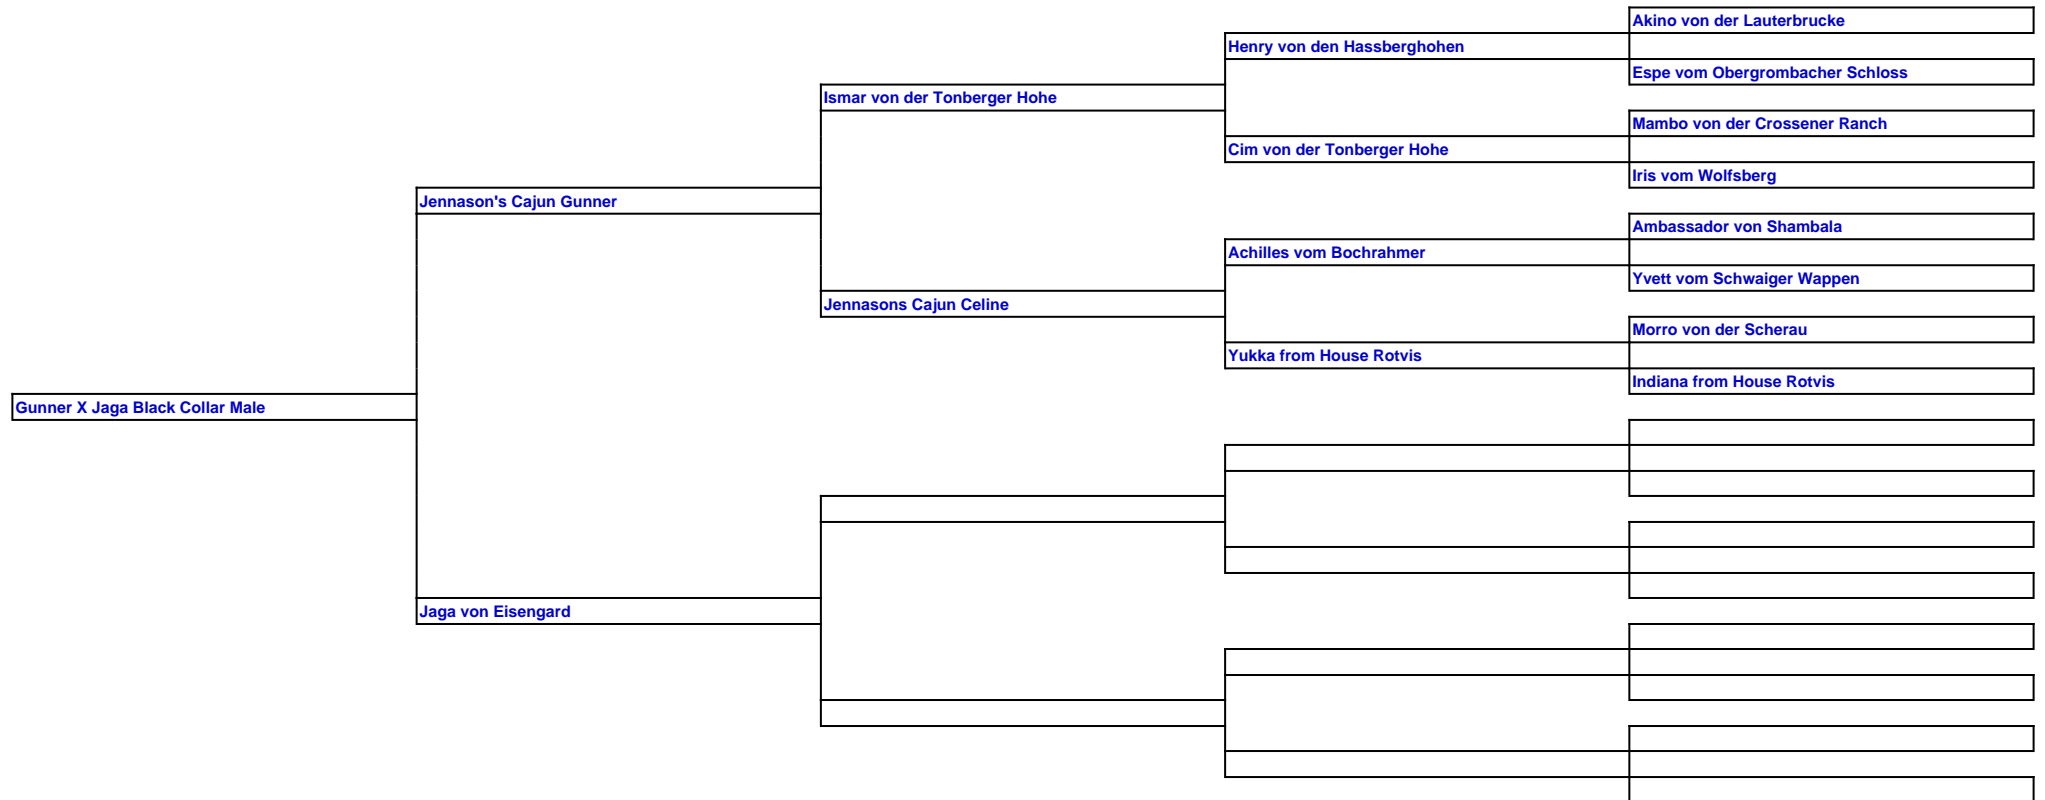 Akino von der Lauterbrucke
Henry von den Hassberghohen
Espe vom Obergrombacher Schloss
Ismar von der Tonberger Hohe
Mambo von der Crossener Ranch
Cim von der Tonberger Hohe
Iris vom Wolfsberg
Jennason's Cajun Gunner
Ambassador von Shambala
Achilles vom Bochrahmer
Yvett vom Schwaiger Wappen
Jennasons Cajun Celine
Morro von der Scherau
Yukka from House Rotvis
Indiana from House Rotvis
Gunner X Jaga Black Collar Male
Jaga von Eisengard